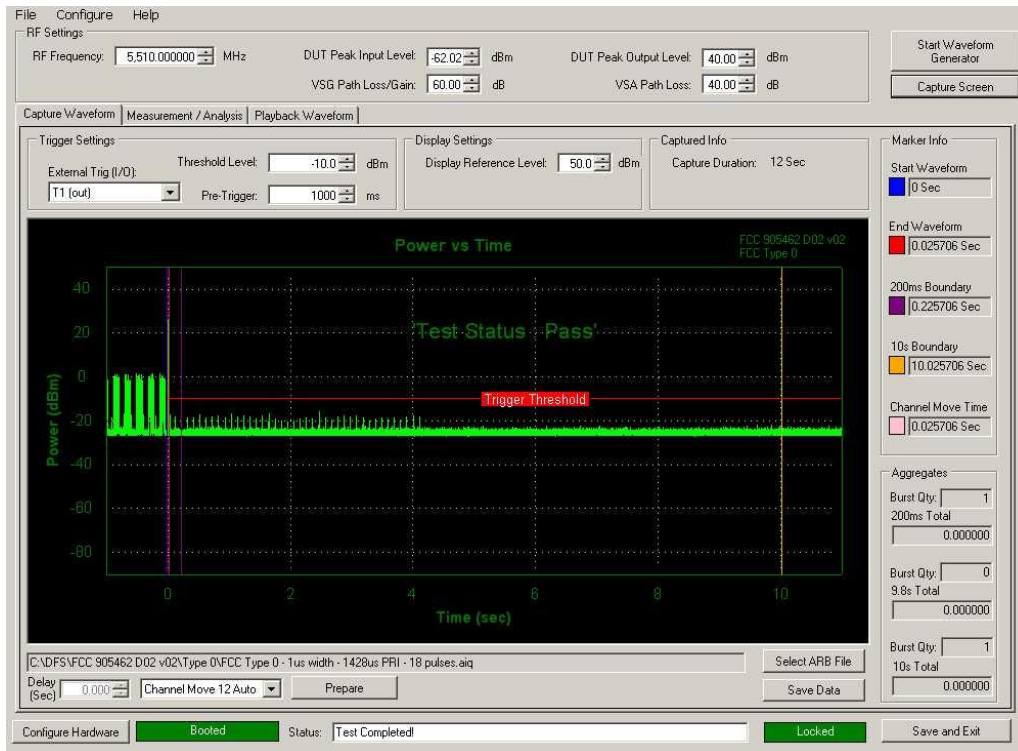 File Configure Help
RF Settings
RF Frequency: 5,510.000000 MHz
DUT Peak Input Level: -62.02 dBm
DUT Peak Output Level: 40.00 dBm
VSG Path Loss/Gain: 60.00 dB
VSA Path Loss: 40.00 dB
Start Waveform
Generator
Capture Screen
Capture Waveform Measurement / Analysis Playback Waveform
Trigger Settings
External Trig (I/O):
T1 (out)
Threshold Level: -10.0 dBm
Pre-Trigger: 1000 ms
Display Settings
Display Reference Level: 50.0 dBm
Captured Info
Capture Duration: 12 Sec
Power vs Time
FCC 905462 D02 v02
FCC Type 0
'Test Status : Pass'
Trigger Threshold
Power (dBm)
40
20
0
-20
-40
-60
-80
0 2 4 6 8 10
Time (sec)
Marker Info
Start Waveform
0 Sec
End Waveform
0.025706 Sec
200ms Boundary
0.225706 Sec
10s Boundary
10.025706 Sec
Channel Move Time
0.025706 Sec
Aggregates
Burst Qty: 1
200ms Total
0.000000
Burst Qty: 0
9.8s Total
0.000000
Burst Qty: 1
10s Total
0.000000
C:\DFS\FCC 905462 D02 v02\Type 0\FCC Type 0 - 1us width - 1428us PRI - 18 pulses.aiq
Select ARB File
Delay
(Sec) 0.000 Channel Move 12 Auto Prepare
Save Data
Configure Hardware Booted Status: Test Completed! Locked Save and Exit